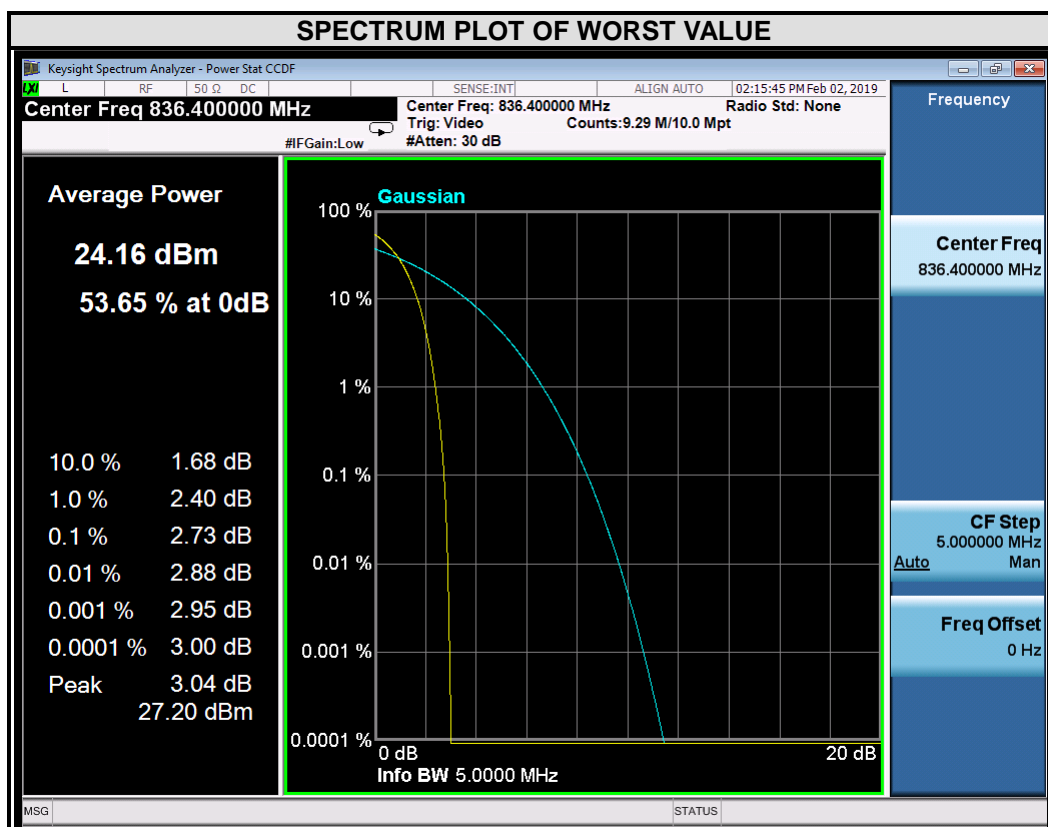 SPECTRUM PLOT OF WORST VALUE
Keysight Spectrum Analyzer - Power Stat CCDF
LXI L RF 50 Ω DC SENSE:INT ALIGN AUTO 02:15:45 PM Feb 02, 2019
Center Freq 836.400000 MHz
Center Freq: 836.400000 MHz Radio Std: None
Trig: Video Counts:9.29 M/10.0 Mpt
#IFGain:Low #Atten: 30 dB
Frequency
Average Power
24.16 dBm
53.65 % at 0dB
10.0 % 1.68 dB
1.0 % 2.40 dB
0.1 % 2.73 dB
0.01 % 2.88 dB
0.001 % 2.95 dB
0.0001 % 3.00 dB
Peak 3.04 dB
27.20 dBm
Gaussian
100 %
10 %
1 %
0.1 %
0.01 %
0.001 %
0.0001 %
0 dB 20 dB
Info BW 5.0000 MHz
Center Freq
836.400000 MHz
CF Step
5.000000 MHz
Auto Man
Freq Offset
0 Hz
MSG STATUS